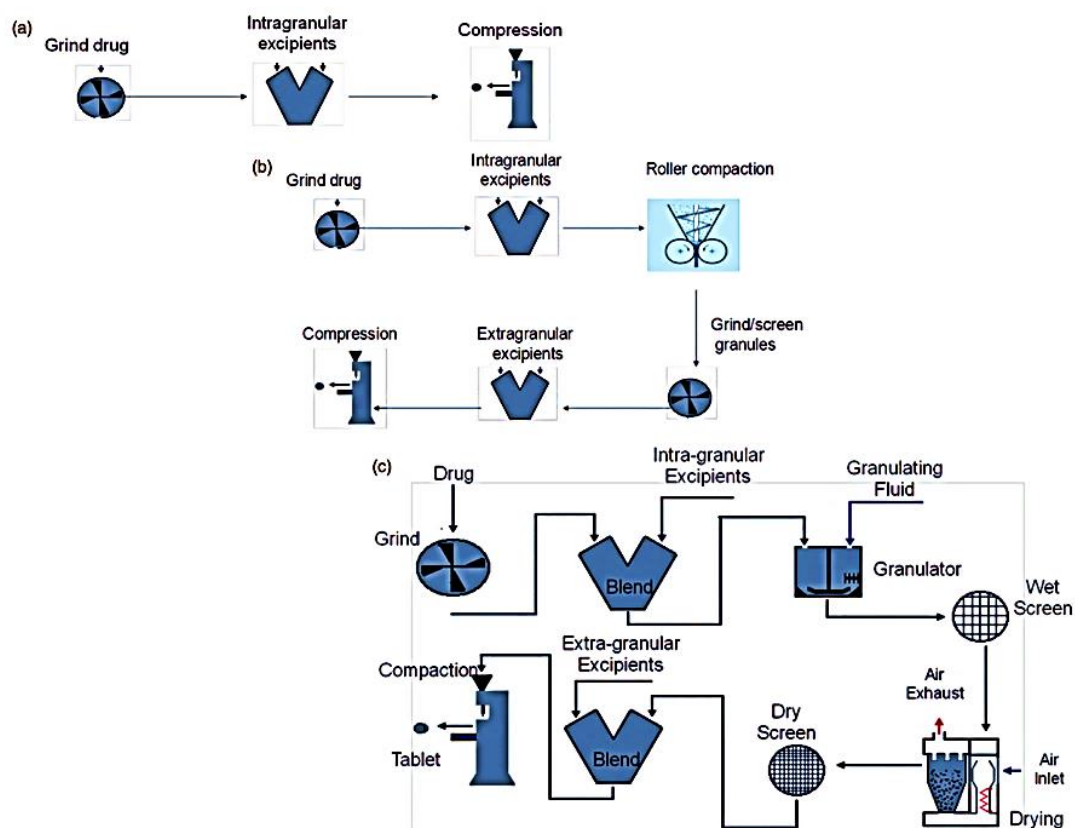 (a)
Grind drug
Intragranular
excipients
Compression
(b)
Grind drug
Intragranular
excipients
Roller compaction
Grind/screen
granules
Extragranular
excipients
Compression
(c)
Drug
Grind
Intra-granular
Excipients
Blend
Granulating
Fluid
Granulator
Wet
Screen
Air
Exhaust
Air
Inlet
Drying
Dry
Screen
Extra-granular
Excipients
Blend
Compaction
Tablet